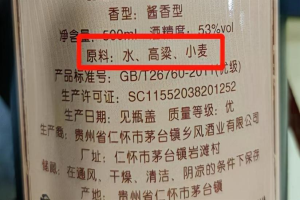 香型：酱香型
净含量：500ml 酒精度：53%vol
原料：水、高粱、小麦
产品标准号：GB/T26760-2011(优级)
生产许可证：SC11552038201252
生产日期：见瓶盖 质量等级：优
生产商：贵州省仁怀市茅台镇乡风酒业有限公司
厂址：仁怀市茅台镇岩滩村
在通风、干燥、清洁、阴凉的条件下保存
产地：贵州省仁怀市茅台镇